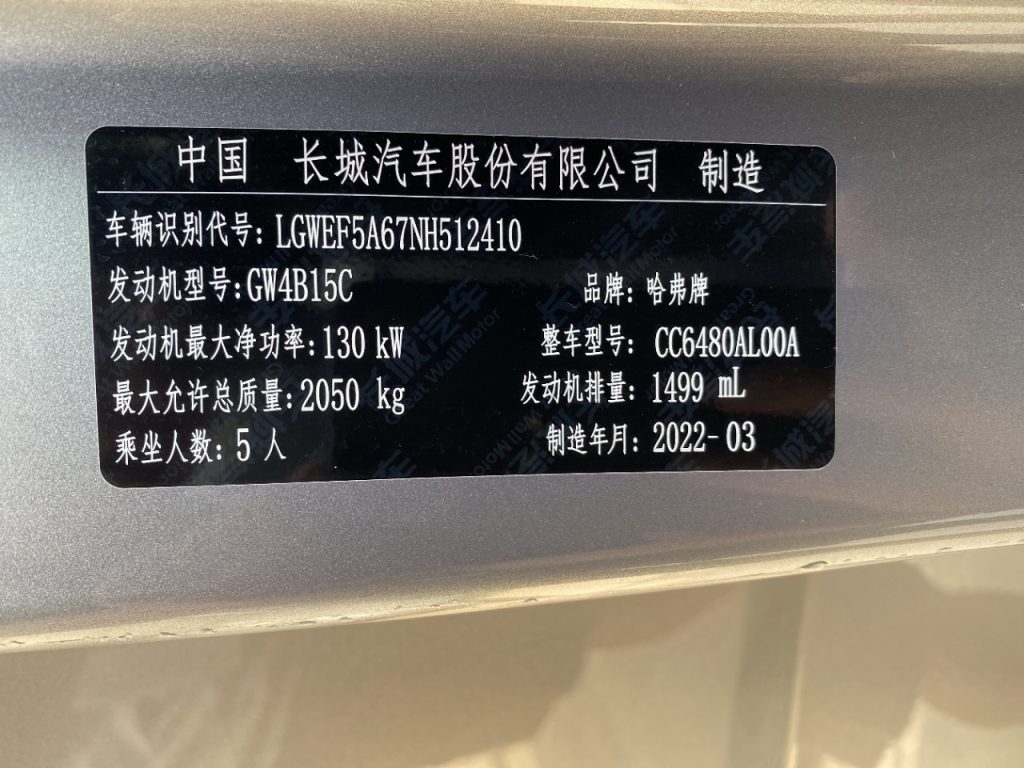 中国 长城汽车股份有限公司 制造
车辆识别代号: LGWEF5A67NH512410
发动机型号: GW4B15C 品牌: 哈弗牌
发动机最大净功率: 130 kW 整车型号: CC6480AL00A
最大允许总质量: 2050 kg 发动机排量: 1499 mL
乘坐人数: 5 人 制造年月: 2022-03